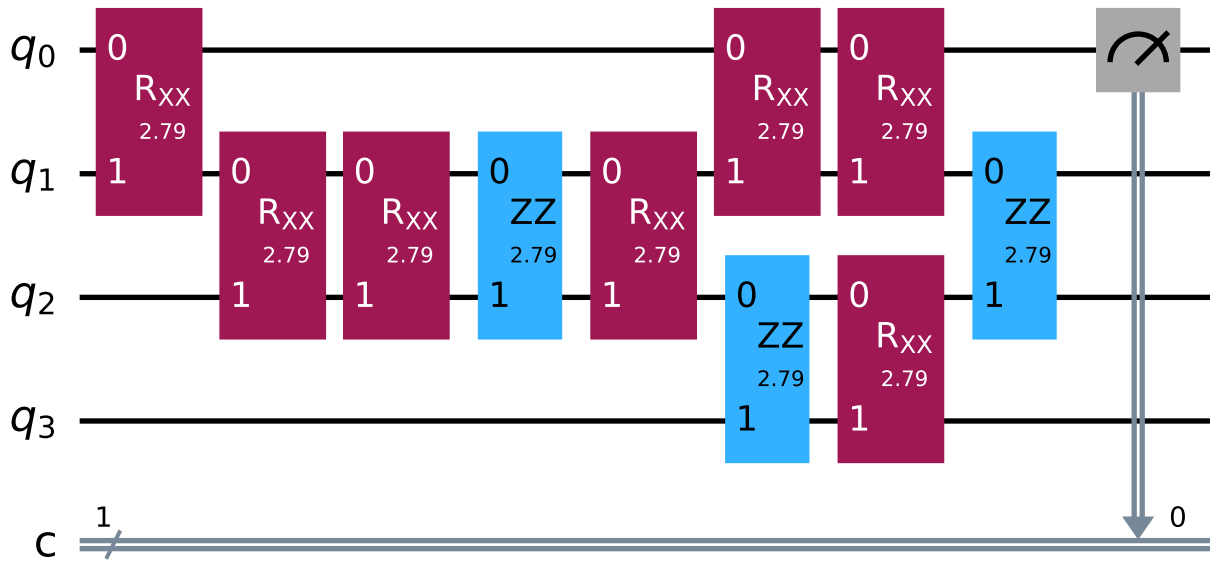 q0 0 0 0
RXX RXX RXX
2.79 2.79 2.79
q1 1 0 0 0 0 1 1 0
RXX RXX ZZ RXX ZZ
2.79 2.79 2.79 2.79 2.79
q2 1 1 1 1 0 0 1
ZZ RXX
2.79 2.79
q3 1 1
1 0
c